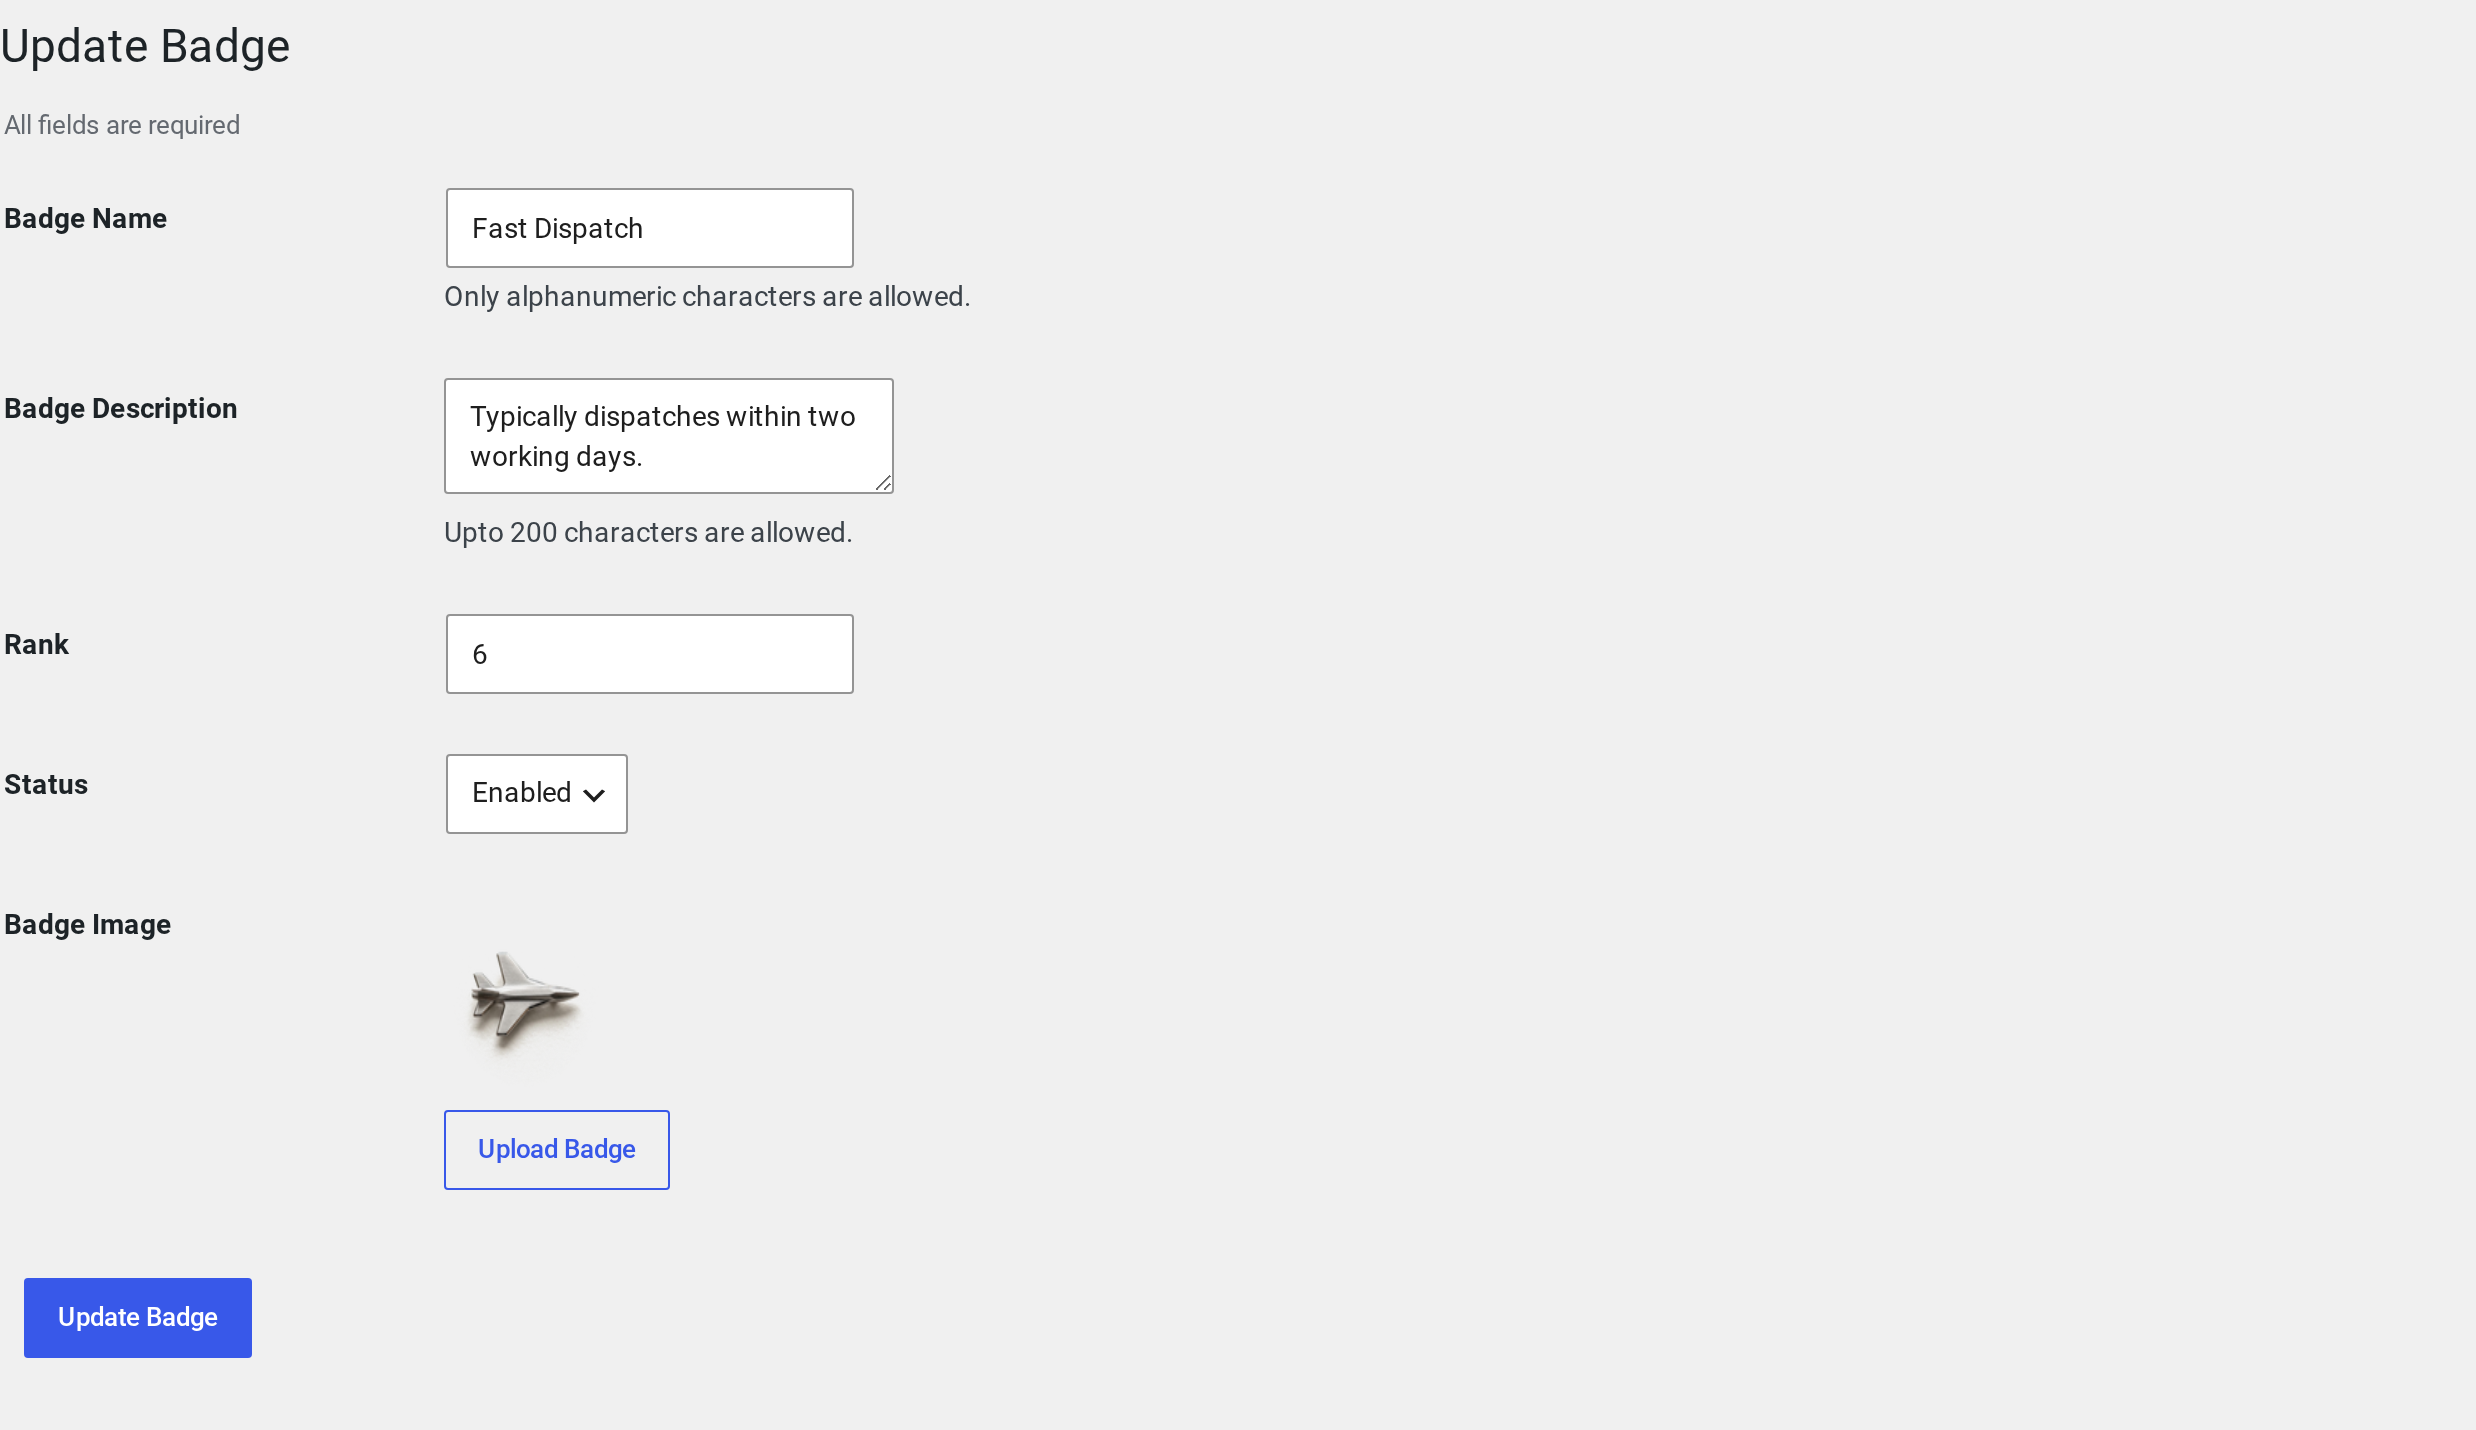 Update Badge
All fields are required
Badge Name
Fast Dispatch
Only alphanumeric characters are allowed.
Badge Description
Typically dispatches within two
working days.
Upto 200 characters are allowed.
Rank
6
Status
Enabled
Badge Image
Upload Badge
Update Badge